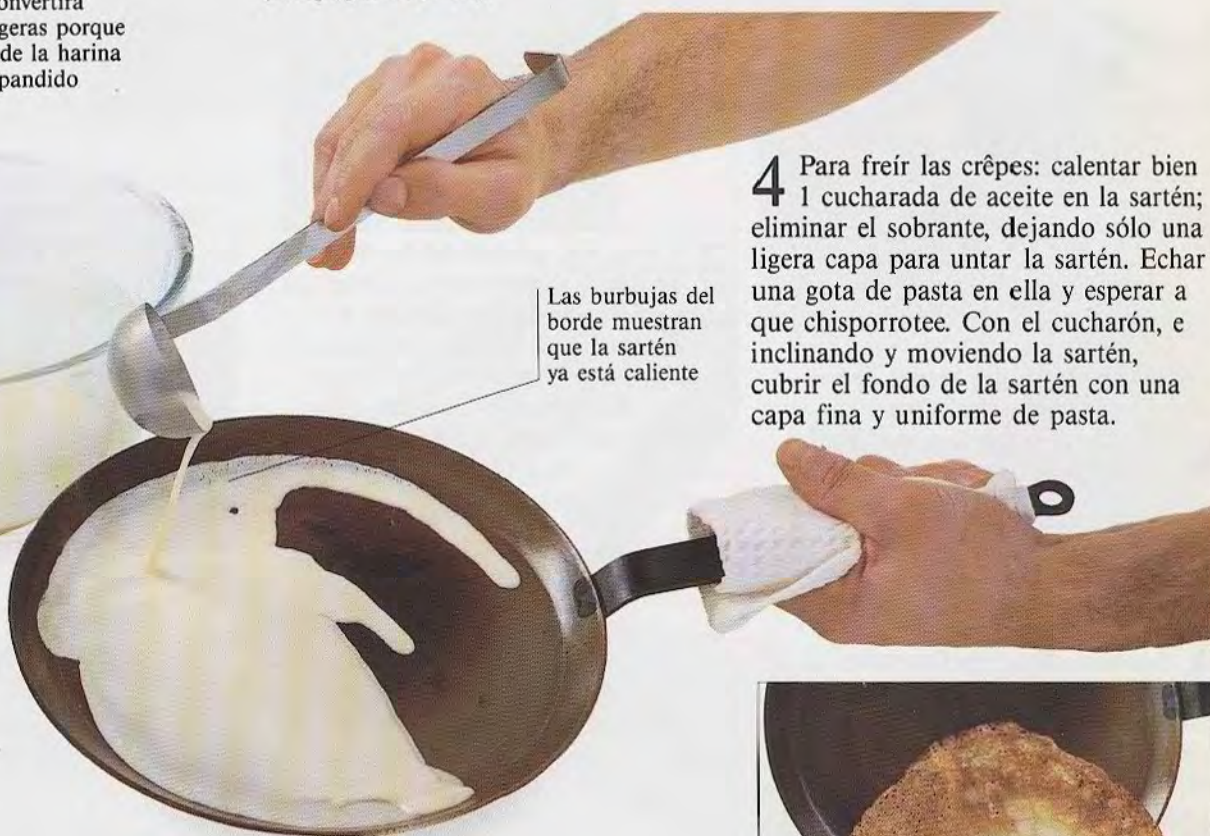 geras porque
de la harina
4 Para freír las crêpes: calentar bien
1 cucharada de aceite en la sartén;
eliminar el sobrante, dejando sólo una
ligera capa para untar la sartén. Echar
una gota de pasta en ella y esperar a
que chisporrotee. Con el cucharón, e
inclinando y moviendo la sartén,
cubrir el fondo de la sartén con una
capa fina y uniforme de pasta.
Las burbujas del
borde muestran
que la sartén
ya está caliente